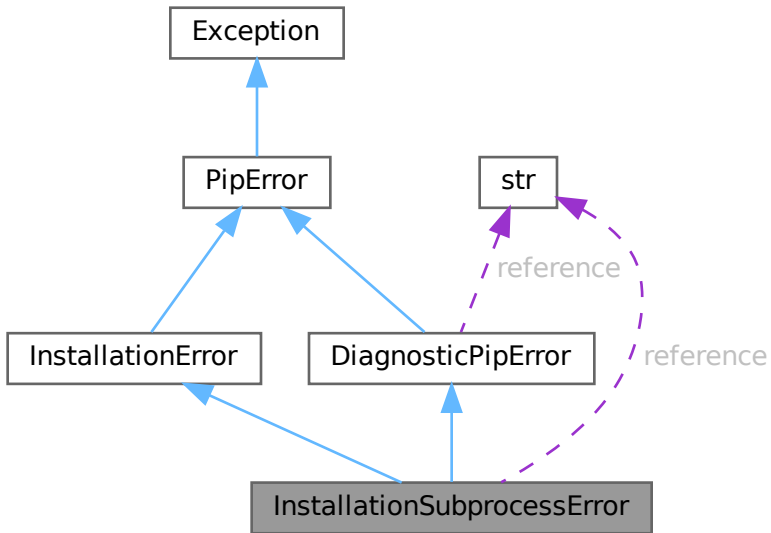 Exception
PipError
str
reference
InstallationError
DiagnosticPipError
reference
InstallationSubprocessError